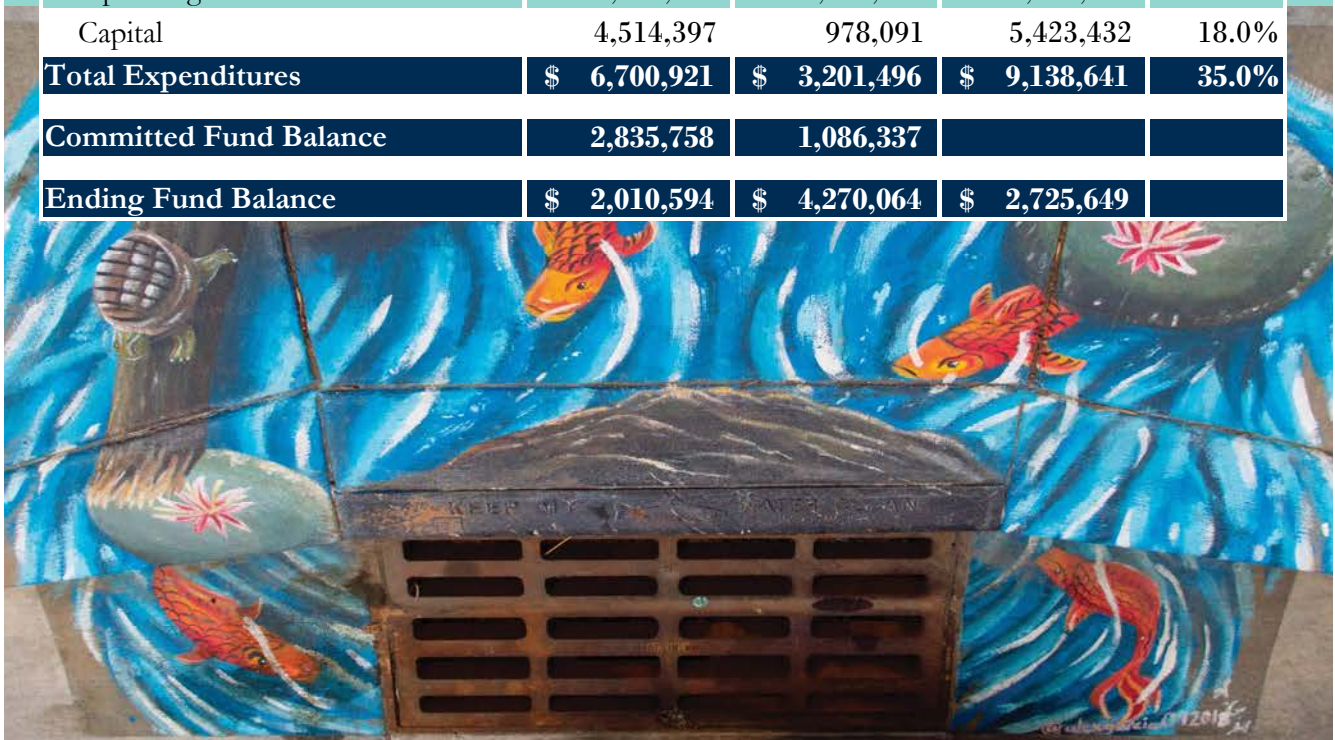 Capital 4,514,397 978,091 5,423,432 18.0%
Total Expenditures $ 6,700,921 $ 3,201,496 $ 9,138,641 35.0%
Committed Fund Balance 2,835,758 1,086,337
Ending Fund Balance $ 2,010,594 $ 4,270,064 $ 2,725,649
KEEP MY